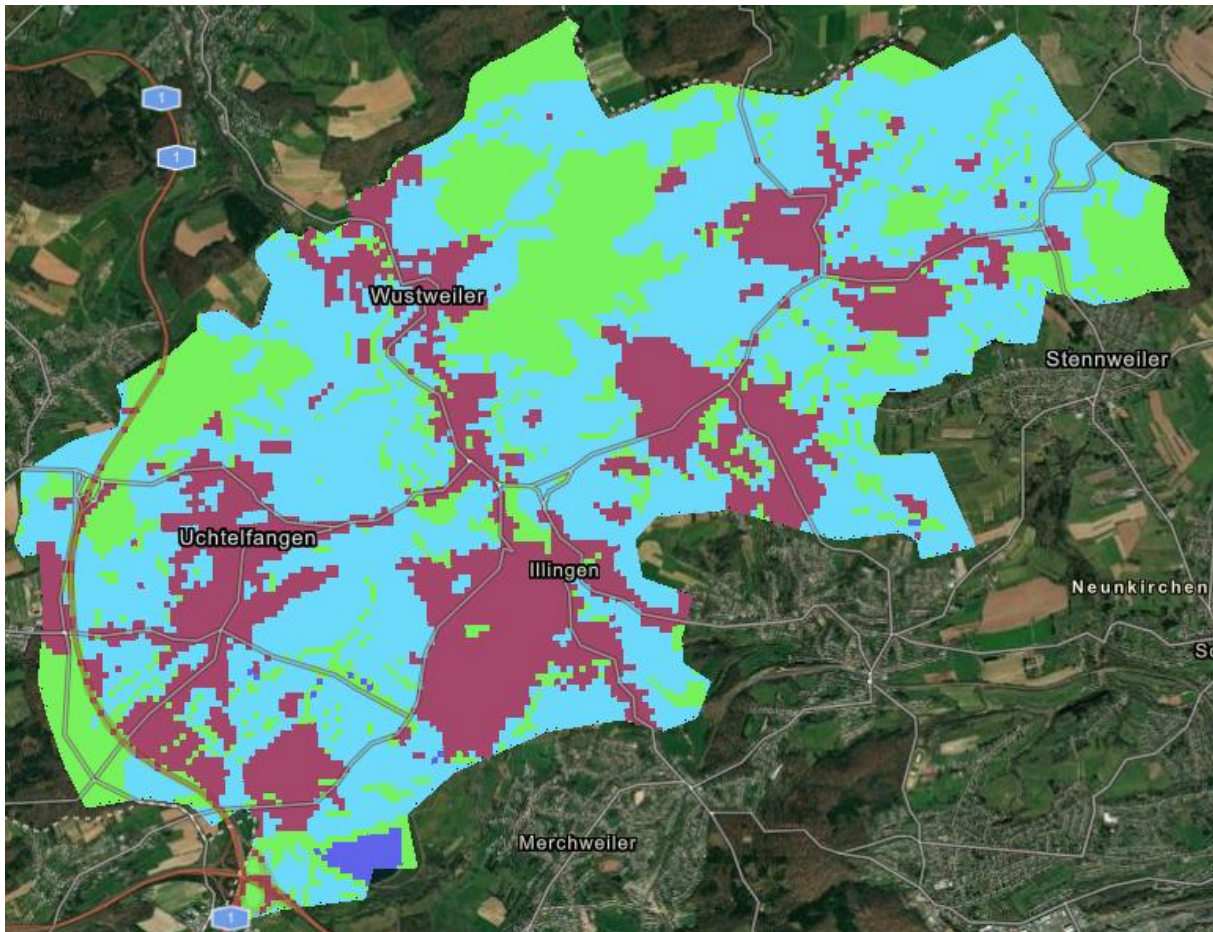 1
1
Wustweiler
Stennweiler
Uchtelfangen
Illingen
Neunkirchen
Merchweiler
1